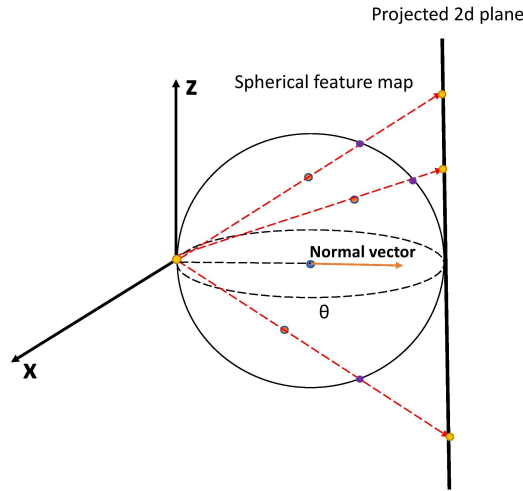 Projected 2d plane
Z
Spherical feature map
Normal vector
θ
X